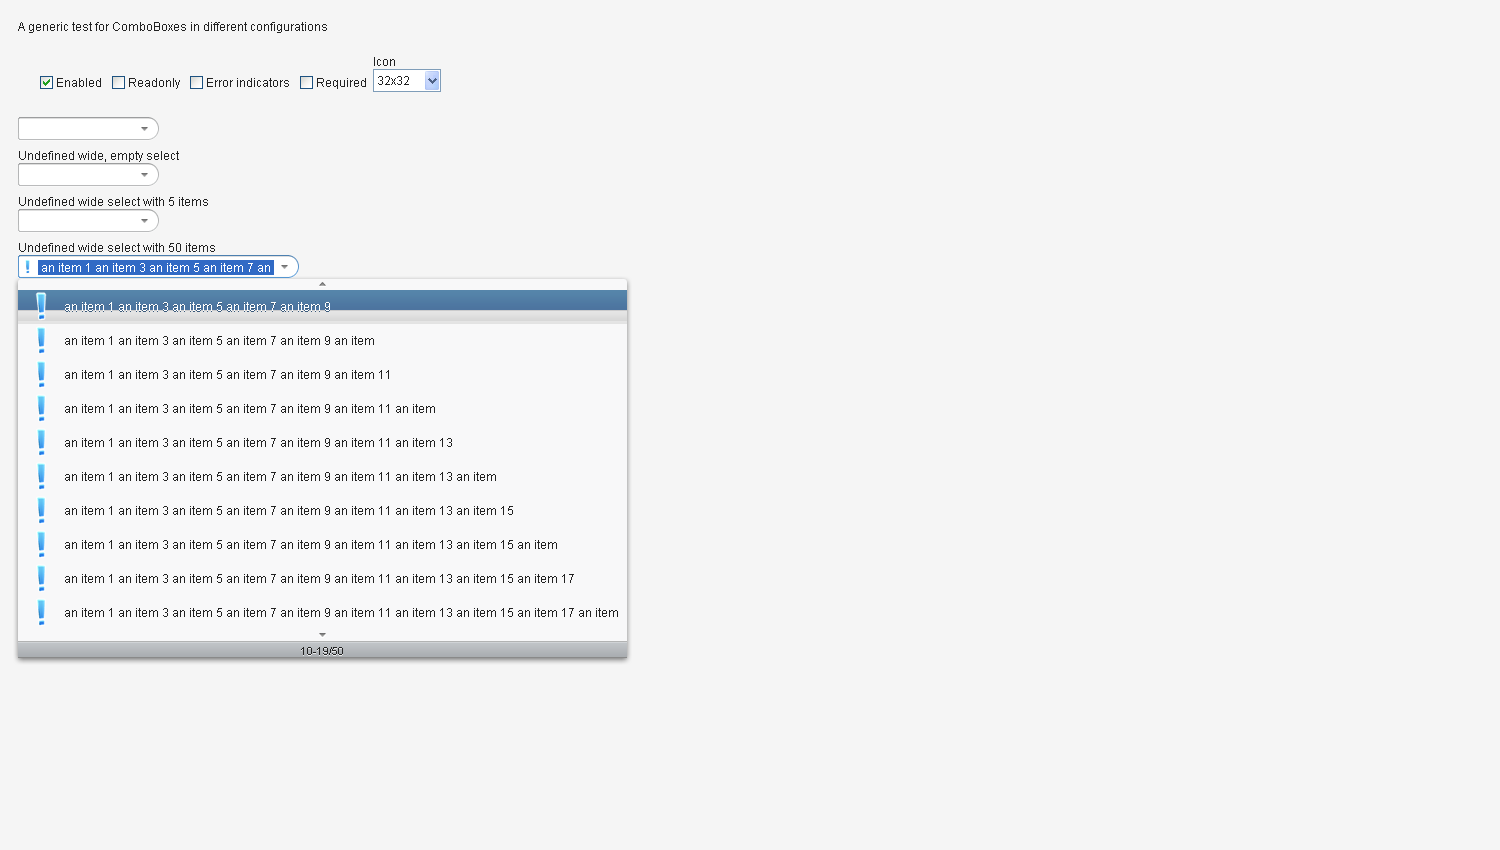 A generic test for ComboBoxes in different configurations
Icon
Enabled Readonly Error indicators Required 32x32
Undefined wide, empty select
Undefined wide select with 5 items
Undefined wide select with 50 items
an item 1 an item 3 an item 5 an item 7 an
an item 1 an item 3 an item 5 an item 7 an item 9
an item 1 an item 3 an item 5 an item 7 an item 9 an item
an item 1 an item 3 an item 5 an item 7 an item 9 an item 11
an item 1 an item 3 an item 5 an item 7 an item 9 an item 11 an item
an item 1 an item 3 an item 5 an item 7 an item 9 an item 11 an item 13
an item 1 an item 3 an item 5 an item 7 an item 9 an item 11 an item 13 an item
an item 1 an item 3 an item 5 an item 7 an item 9 an item 11 an item 13 an item 15
an item 1 an item 3 an item 5 an item 7 an item 9 an item 11 an item 13 an item 15 an item
an item 1 an item 3 an item 5 an item 7 an item 9 an item 11 an item 13 an item 15 an item 17
an item 1 an item 3 an item 5 an item 7 an item 9 an item 11 an item 13 an item 15 an item 17 an item
10-19/50